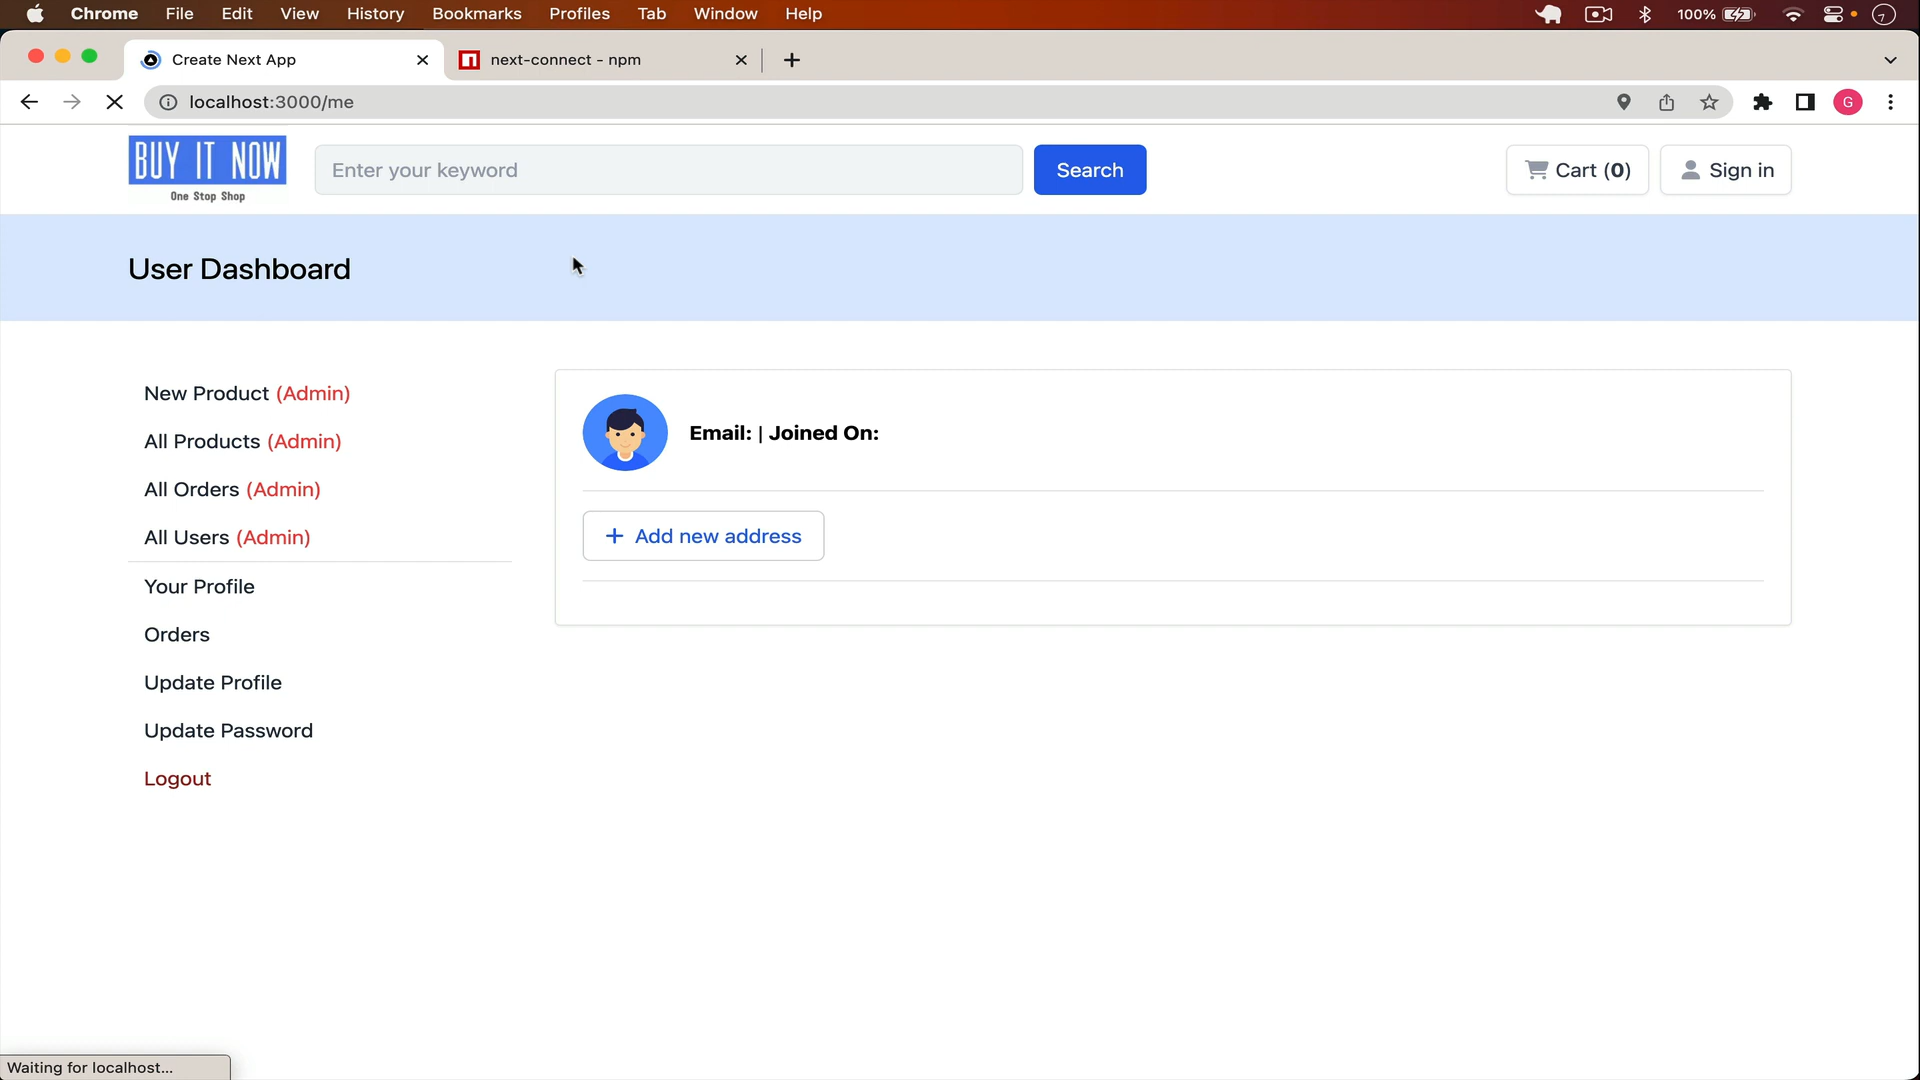 Chrome File Edit View History Bookmarks Profiles Tab Window Help 100%
Create Next App next-connect - npm
localhost:3000/me G
BUY IT NOW
One Stop Shop
Enter your keyword Search Cart (0) Sign in
User Dashboard
New Product (Admin)
All Products (Admin)
All Orders (Admin)
All Users (Admin)
Your Profile
Orders
Update Profile
Update Password
Logout
Email: | Joined On:
+ Add new address
Waiting for localhost...